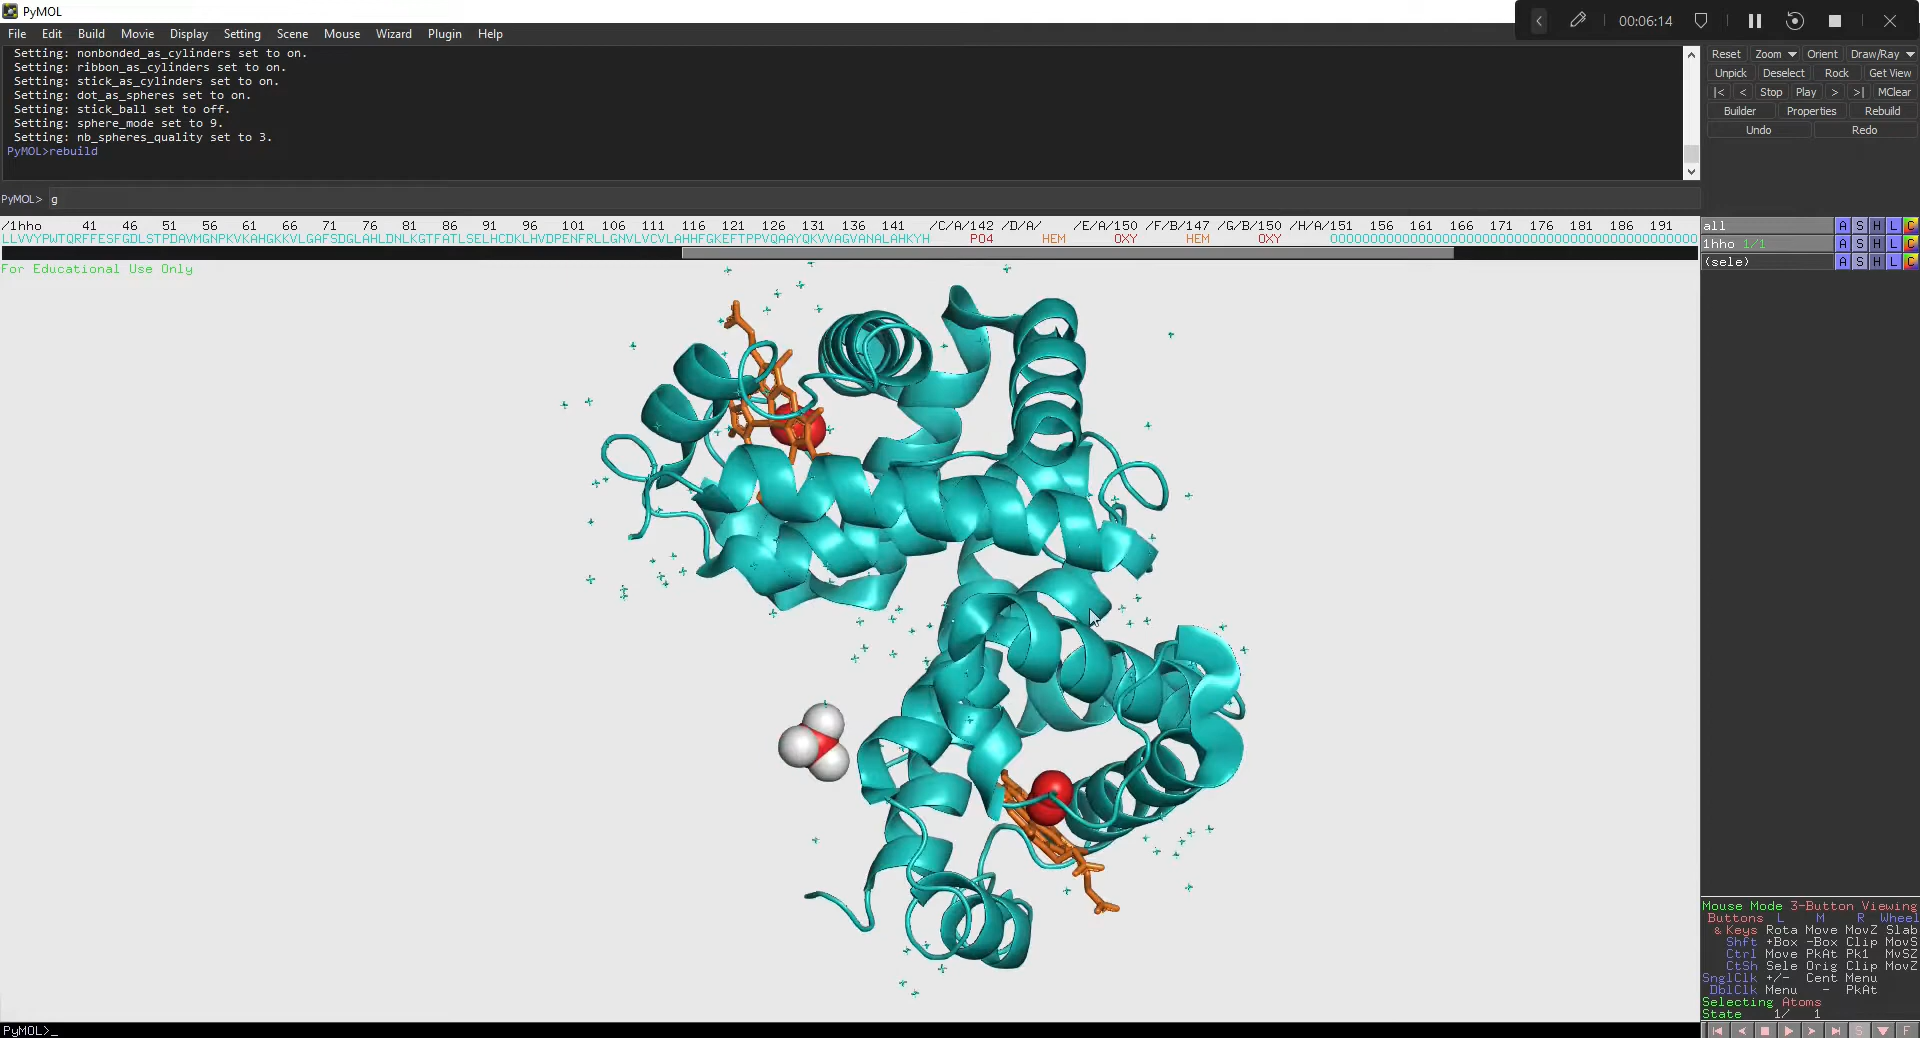 PyMOL
00:06:14
File Edit Build Movie Display Setting Scene Mouse Wizard Plugin Help
Setting: nonbonded_as_cylinders set to on.
Setting: ribbon_as_cylinders set to on.
Setting: stick_as_cylinders set to on.
Setting: dot_as_spheres set to on.
Setting: stick_ball set to off.
Setting: sphere_mode set to 9.
Setting: nb_spheres_quality set to 3.
PyMOL>rebuild
PyMOL> g
Reset Zoom Orient Draw/Ray
Unpick Deselect Rock Get View
|< < Stop Play > >| MClear
Builder Properties Rebuild
Undo Redo
/1hho 41 46 51 56 61 66 71 76 81 86 91 96 101 106 111 116 121 126 131 136 141 /C/A/142 /D/A/ /E/A/150 /F/B/147 /G/B/150 /H/A/151 156 161 166 171 176 181 186 191
LLVVYPWTQRFFESFGDLSTPDAVMGNPKVKAHGKKVLGAFSDGLAHLDNLKGTFATLSELHCDKLHVDPENFRLLGNVLVCVLAHHFGKEFTPPVQAAYQKVVAGVANALAHKYH PO4 HEM OXY HEM OXY OOOOOOOOOOOOOOOOOOOOOOOOOOOOOOOOOOOOOOOOOOOOOO
all A S H L C
1hho 1/1 A S H L C
(sele) A S H L C
For Educational Use Only
Mouse Mode 3-Button Viewing
Buttons L M R Wheel
& Keys Rota Move MovZ Slab
Shft +Box -Box Clip MovS
Ctrl Move PkAt Pk1 MvSZ
CtSh Sele Orig Clip MovZ
SnglClk +/- Cent Menu
DblClk Menu - PkAt
Selecting Atoms
State 1/ 1
PyMOL>_
S F